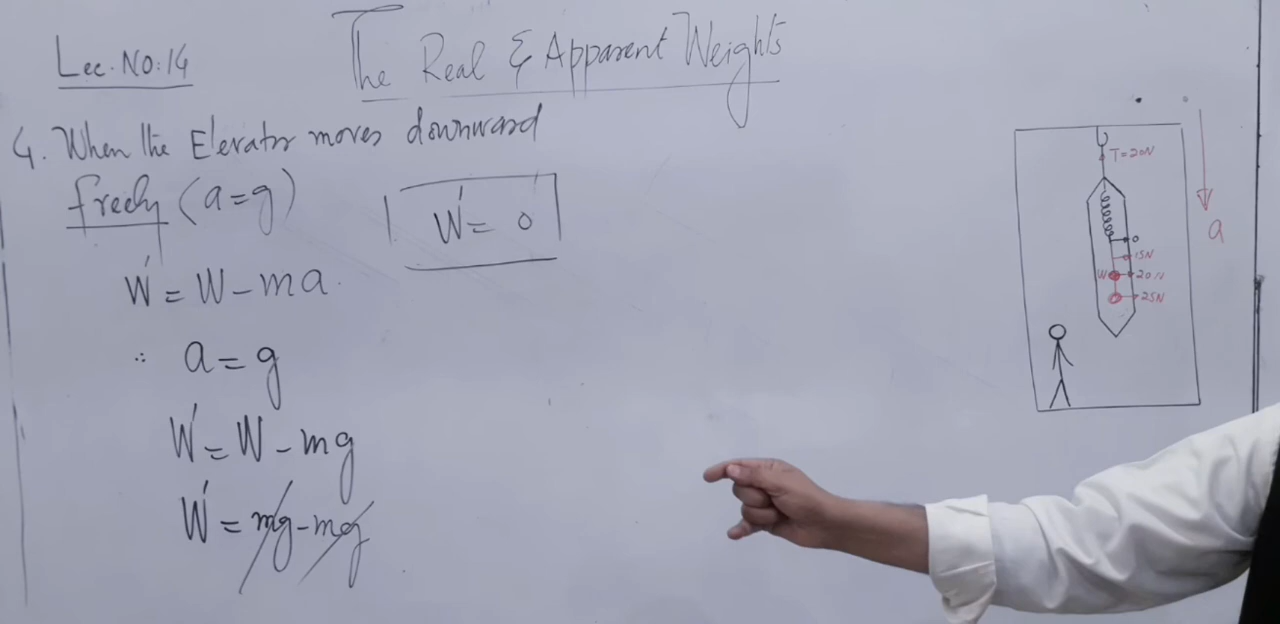 Lec. No: 14
The Real & Apparent Weights
4. When the Elevator moves downward
freely (a=g)
W' = 0
W' = W - ma.
∵ a = g
W' = W - mg
W' = mg - mg
T=20N
a
0
15N
W 20N
25N